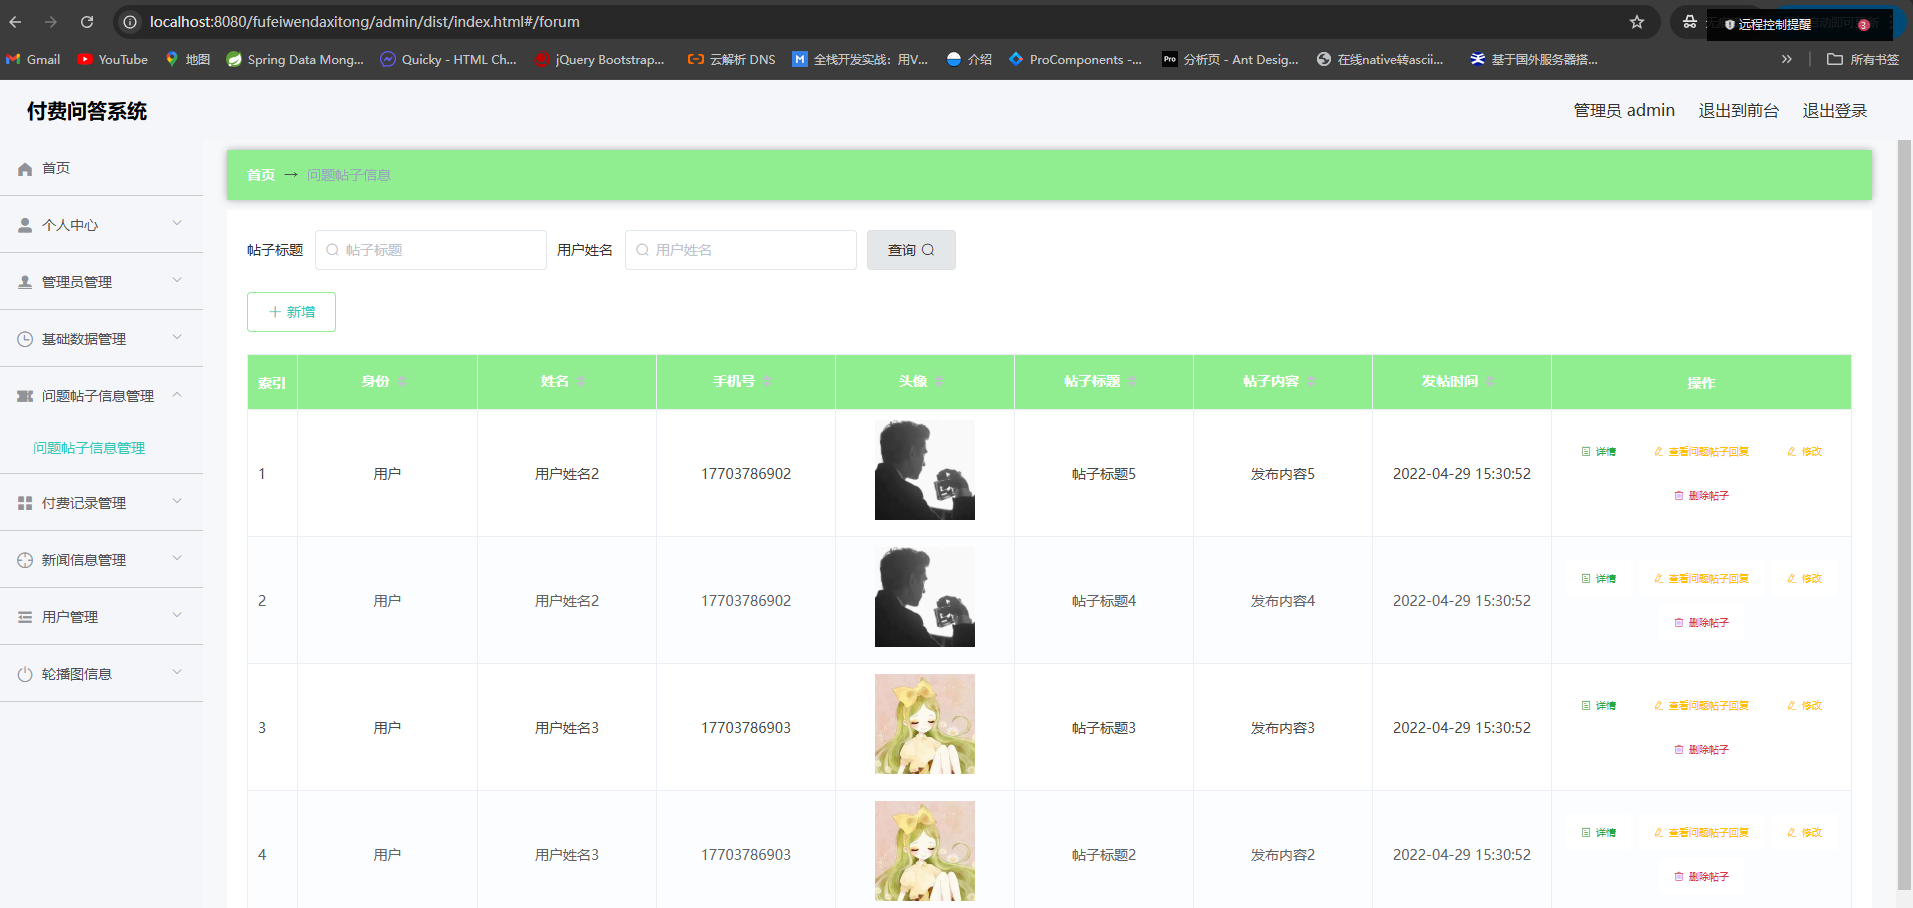 localhost:8080/fufeiwendaxitong/admin/dist/index.html#/forum
远程控制提醒
3
Gmail
YouTube
地图
Spring Data Mong...
Quicky - HTML Ch...
jQuery Bootstrap...
云解析 DNS
全栈开发实战：用V...
介绍
ProComponents -...
Pro 分析页 - Ant Desig...
在线native转ascii...
基于国外服务器搭...
所有书签
付费问答系统
管理员 admin
退出到前台
退出登录
首页
个人中心
管理员管理
基础数据管理
问题帖子信息管理
问题帖子信息管理
付费记录管理
新闻信息管理
用户管理
轮播图信息
首页 → 问题帖子信息
帖子标题 帖子标题 用户姓名 用户姓名 查询
新增
索引 身份 姓名 手机号 头像 帖子标题 帖子内容 发帖时间 操作
1 用户 用户姓名2 17703786902 帖子标题5 发布内容5 2022-04-29 15:30:52 详情 查看问题帖子回复 修改
删除帖子
2 用户 用户姓名2 17703786902 帖子标题4 发布内容4 2022-04-29 15:30:52 详情 查看问题帖子回复 修改
删除帖子
3 用户 用户姓名3 17703786903 帖子标题3 发布内容3 2022-04-29 15:30:52 详情 查看问题帖子回复 修改
删除帖子
4 用户 用户姓名3 17703786903 帖子标题2 发布内容2 2022-04-29 15:30:52 详情 查看问题帖子回复 修改
删除帖子